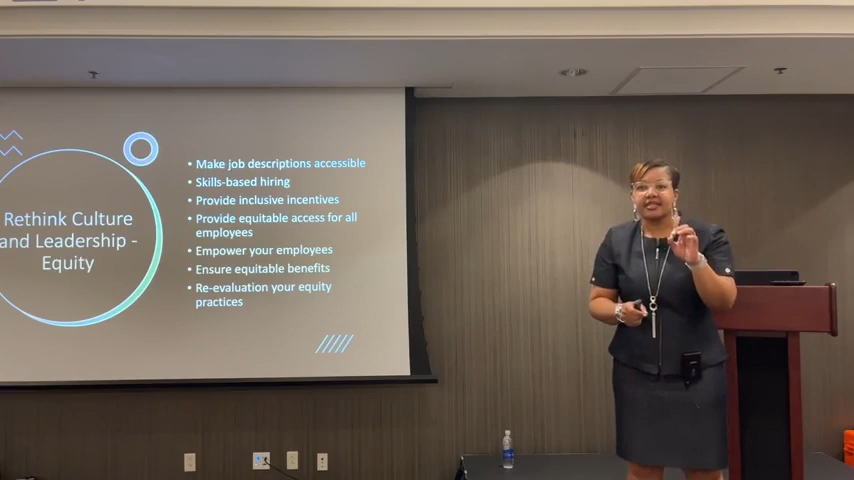 Rethink Culture
and Leadership -
Equity
• Make job descriptions accessible
• Skills-based hiring
• Provide inclusive incentives
• Provide equitable access for all
employees
• Empower your employees
• Ensure equitable benefits
• Re-evaluation your equity
practices